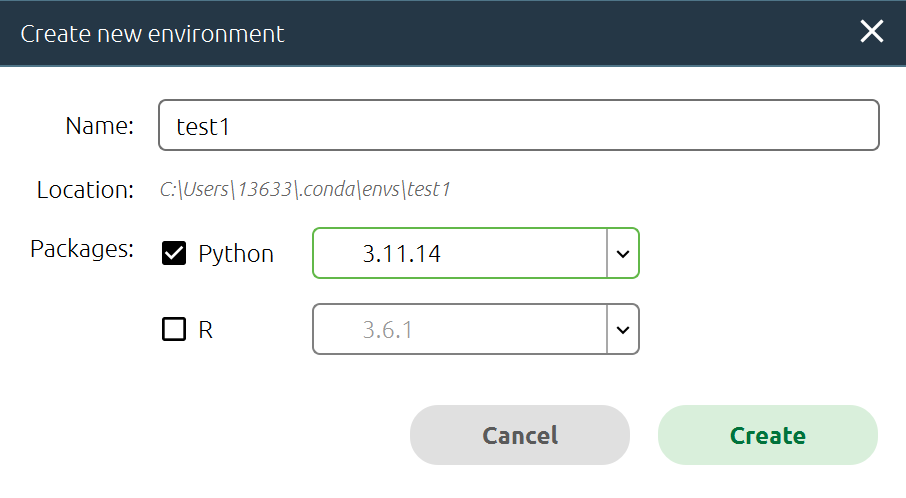 Create new environment
Name: test1
Location: C:\Users\13633\.conda\envs\test1
Packages: Python 3.11.14
R 3.6.1
Cancel Create